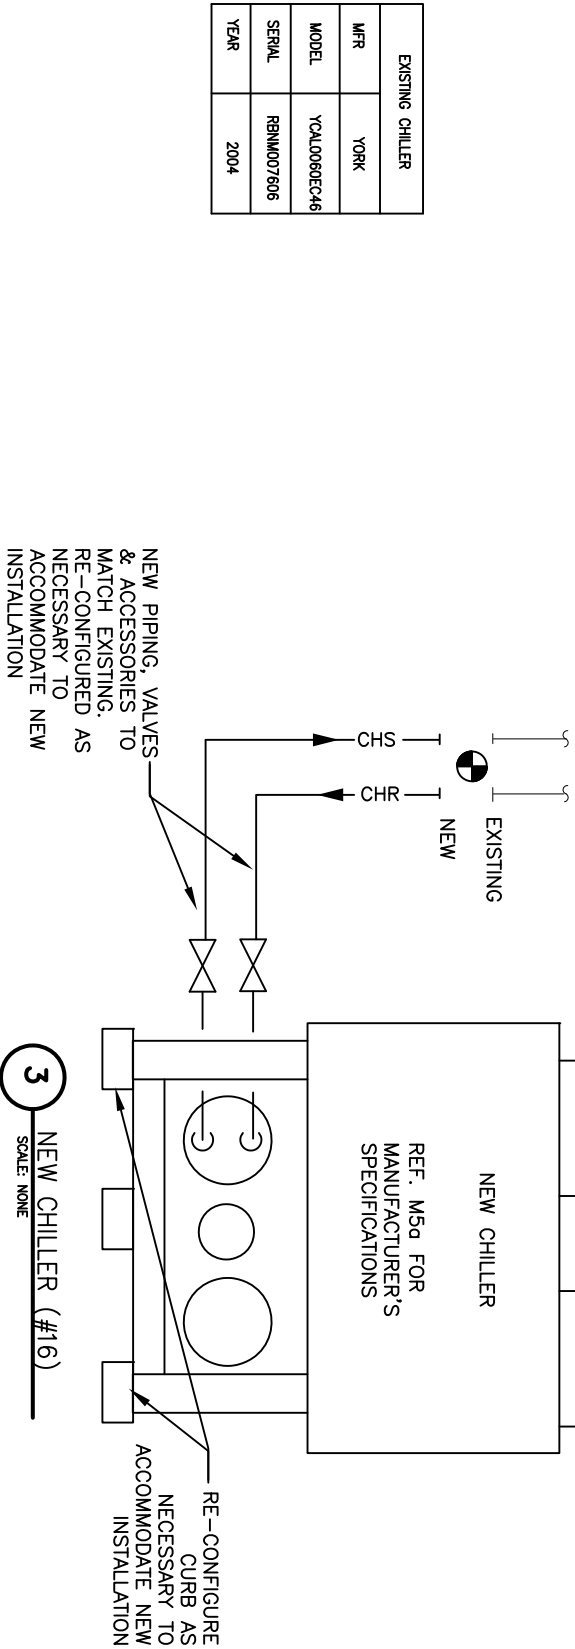 EXISTING CHILLER
MFR YORK
MODEL YCAL0060EC46
SERIAL RBNM007606
YEAR 2004
CHS
CHR
EXISTING
NEW
NEW PIPING, VALVES
& ACCESSORIES TO
MATCH EXISTING.
RE-CONFIGURED AS
NECESSARY TO
ACCOMMODATE NEW
INSTALLATION
NEW CHILLER
REF. M5a FOR
MANUFACTURER'S
SPECIFICATIONS
RE-CONFIGURE
CURB AS
NECESSARY TO
ACCOMMODATE NEW
INSTALLATION
3
NEW CHILLER (#16)
SCALE: NONE